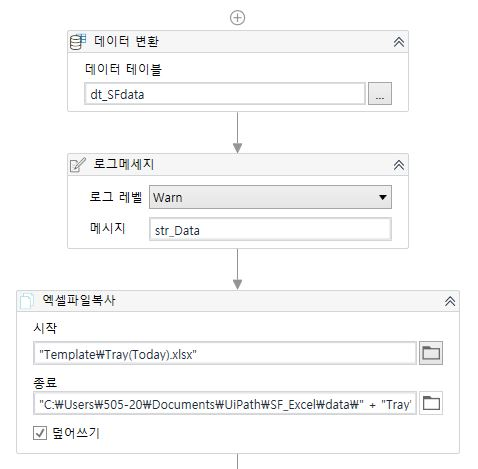 데이터 변환
데이터 테이블
dt_SFdata
...
로그메세지
로그 레벨 Warn
메시지 str_Data
엑셀파일복사
시작
"Template₩Tray(Today).xlsx"
종료
"C:₩Users₩505-20₩Documents₩UiPath₩SF_Excel₩data₩" + "Tray"
덮어쓰기